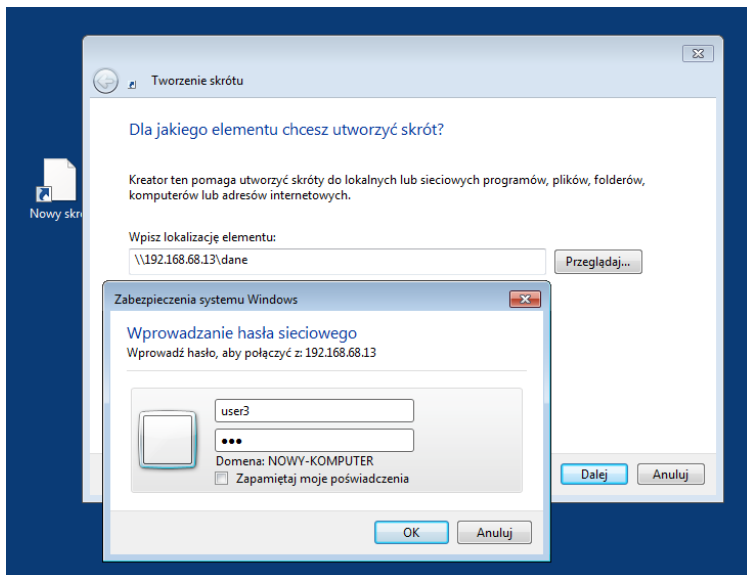 Tworzenie skrótu
Dla jakiego elementu chcesz utworzyć skrót?
Kreator ten pomaga utworzyć skróty do lokalnych lub sieciowych programów, plików, folderów,
komputerów lub adresów internetowych.
Nowy skr
Wpisz lokalizację elementu:
\\192.168.68.13\dane
Przeglądaj...
Zabezpieczenia systemu Windows
Wprowadzanie hasła sieciowego
Wprowadź hasło, aby połączyć z: 192.168.68.13
user3
●●●
Domena: NOWY-KOMPUTER
Zapamiętaj moje poświadczenia
Dalej
Anuluj
OK
Anuluj